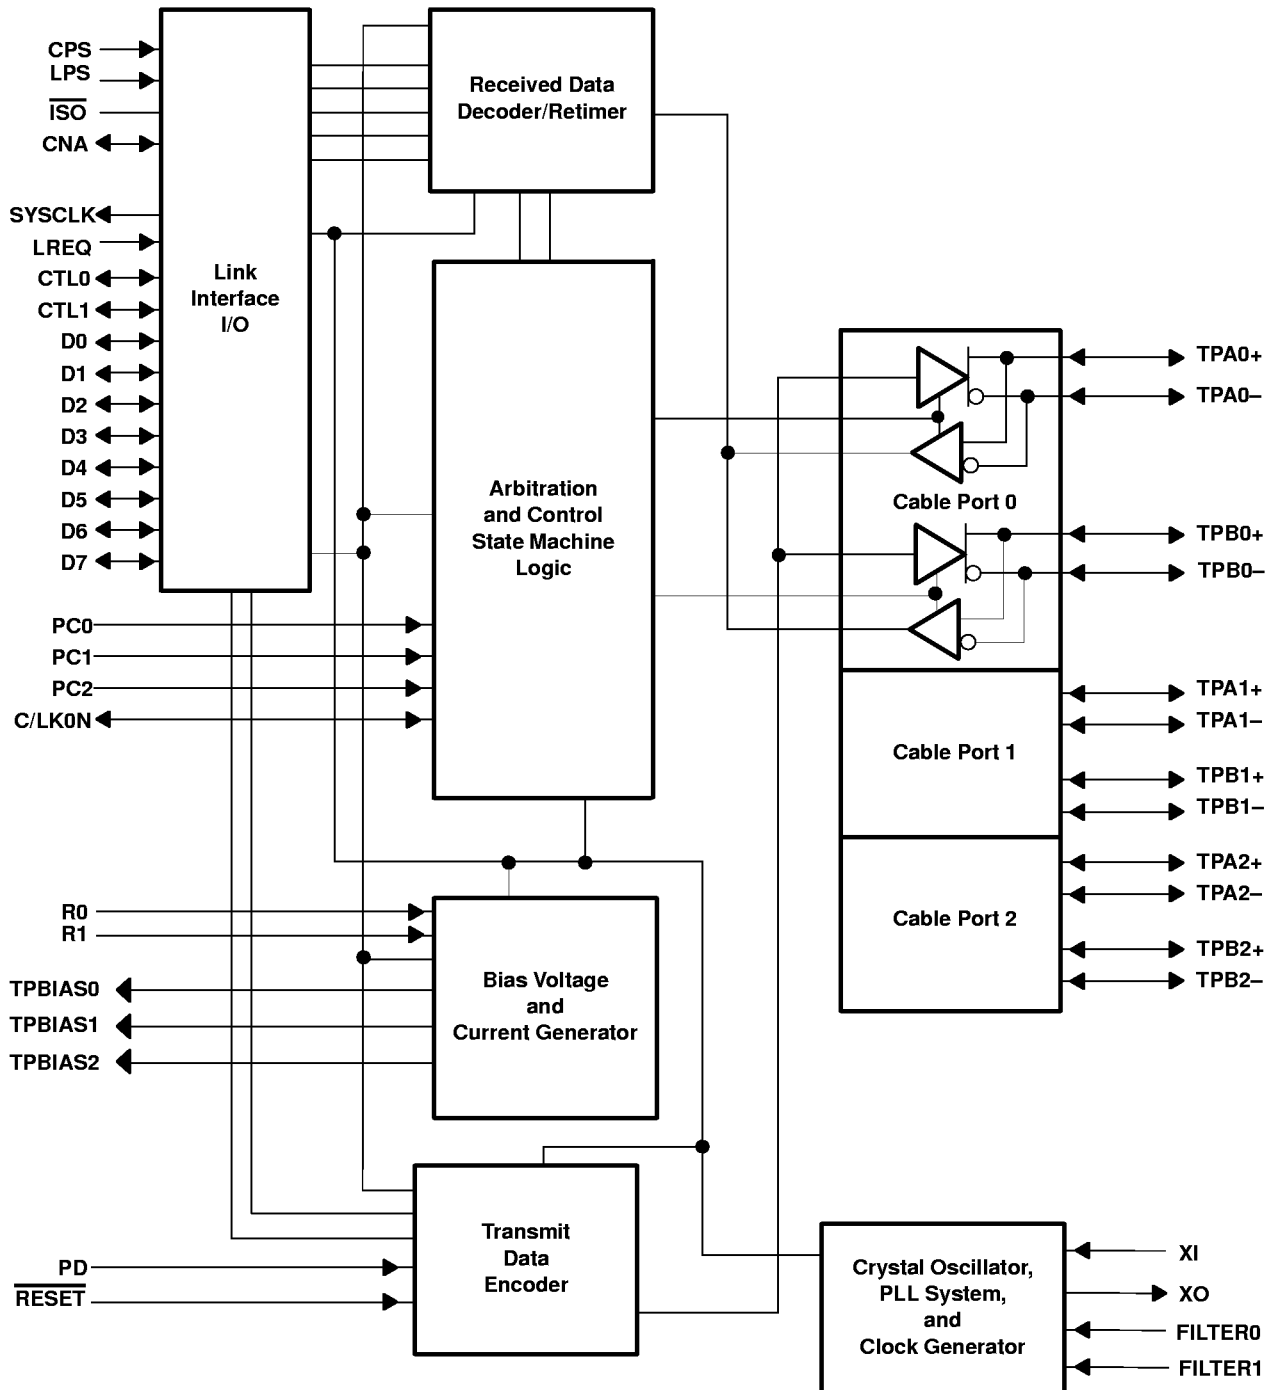 CPS
LPS
ISO
CNA
SYSCLK
LREQ
CTL0
CTL1
D0
D1
D2
D3
D4
D5
D6
D7
Link
Interface
I/O
Received Data
Decoder/Retimer
PC0
PC1
PC2
C/LK0N
Arbitration
and Control
State Machine
Logic
Cable Port 0
TPA0+
TPA0–
TPB0+
TPB0–
Cable Port 1
TPA1+
TPA1–
TPB1+
TPB1–
Cable Port 2
TPA2+
TPA2–
TPB2+
TPB2–
R0
R1
TPBIAS0
TPBIAS1
TPBIAS2
Bias Voltage
and
Current Generator
PD
RESET
Transmit
Data
Encoder
Crystal Oscillator,
PLL System,
and
Clock Generator
XI
XO
FILTER0
FILTER1